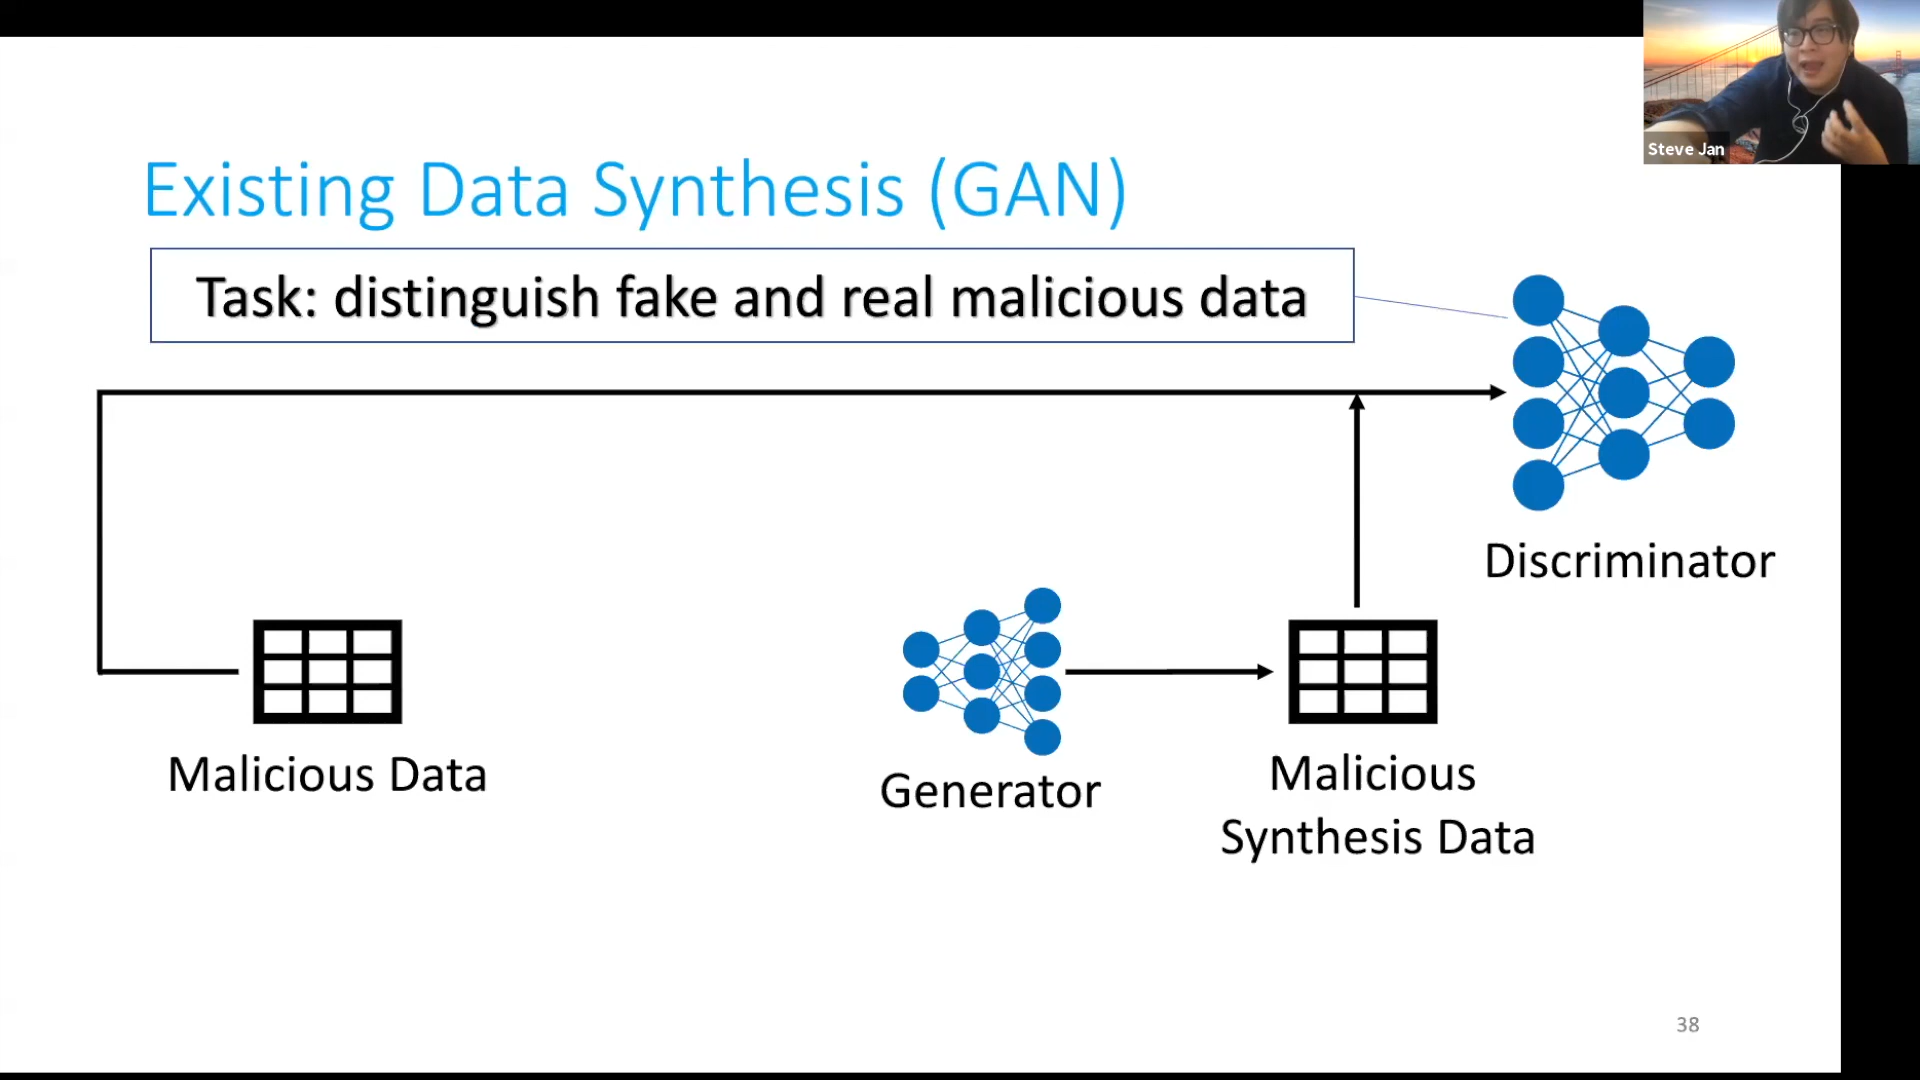 Steve Jan
Existing Data Synthesis (GAN)
Task: distinguish fake and real malicious data
Discriminator
Malicious Data
Generator
Malicious
Synthesis Data
38